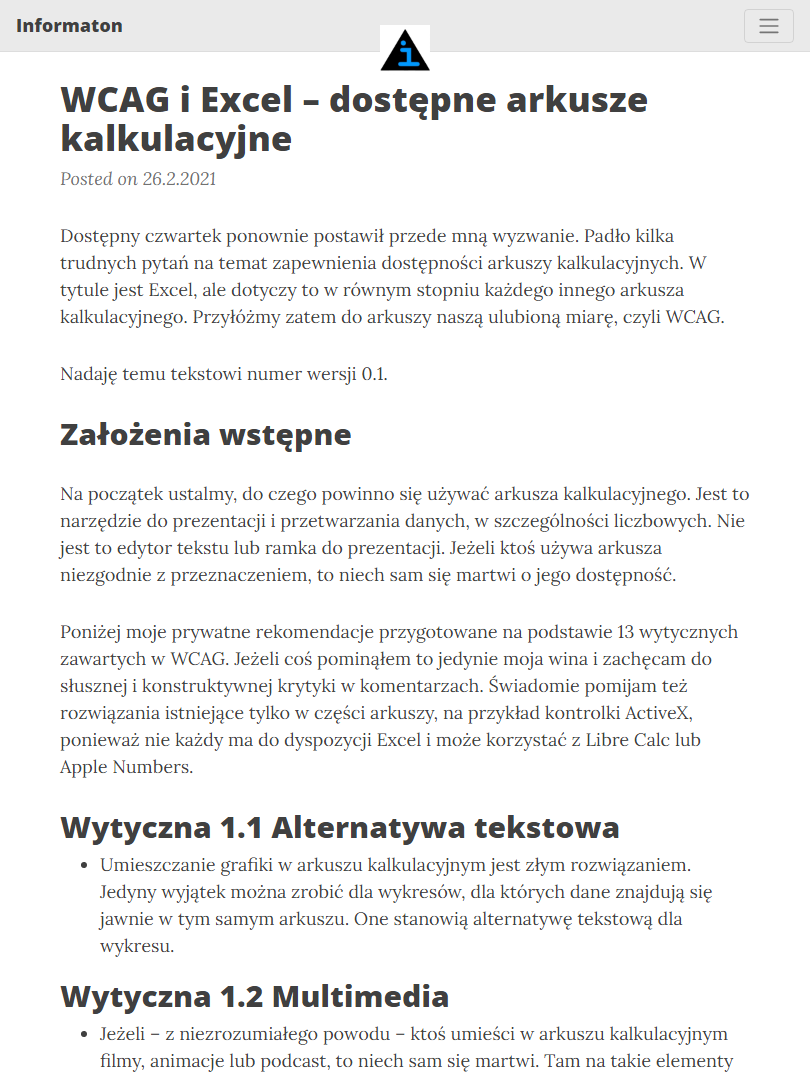 Informaton
i
WCAG i Excel – dostępne arkusze
kalkulacyjne
Posted on 26.2.2021
Dostępny czwartek ponownie postawił przede mną wyzwanie. Padło kilka
trudnych pytań na temat zapewnienia dostępności arkuszy kalkulacyjnych. W
tytule jest Excel, ale dotyczy to w równym stopniu każdego innego arkusza
kalkulacyjnego. Przyłóżmy zatem do arkuszy naszą ulubioną miarę, czyli WCAG.
Nadaję temu tekstowi numer wersji 0.1.
Założenia wstępne
Na początek ustalmy, do czego powinno się używać arkusza kalkulacyjnego. Jest to
narzędzie do prezentacji i przetwarzania danych, w szczególności liczbowych. Nie
jest to edytor tekstu lub ramka do prezentacji. Jeżeli ktoś używa arkusza
niezgodnie z przeznaczeniem, to niech sam się martwi o jego dostępność.
Poniżej moje prywatne rekomendacje przygotowane na podstawie 13 wytycznych
zawartych w WCAG. Jeżeli coś pominąłem to jedynie moja wina i zachęcam do
słusznej i konstruktywnej krytyki w komentarzach. Świadomie pomijam też
rozwiązania istniejące tylko w części arkuszy, na przykład kontrolki ActiveX,
ponieważ nie każdy ma do dyspozycji Excel i może korzystać z Libre Calc lub
Apple Numbers.
Wytyczna 1.1 Alternatywa tekstowa
• Umieszczanie grafiki w arkuszu kalkulacyjnym jest złym rozwiązaniem.
Jedyny wyjątek można zrobić dla wykresów, dla których dane znajdują się
jawnie w tym samym arkuszu. One stanowią alternatywę tekstową dla
wykresu.
Wytyczna 1.2 Multimedia
• Jeżeli – z niezrozumiałego powodu – ktoś umieści w arkuszu kalkulacyjnym
filmy, animacje lub podcast, to niech sam się martwi. Tam na takie elementy